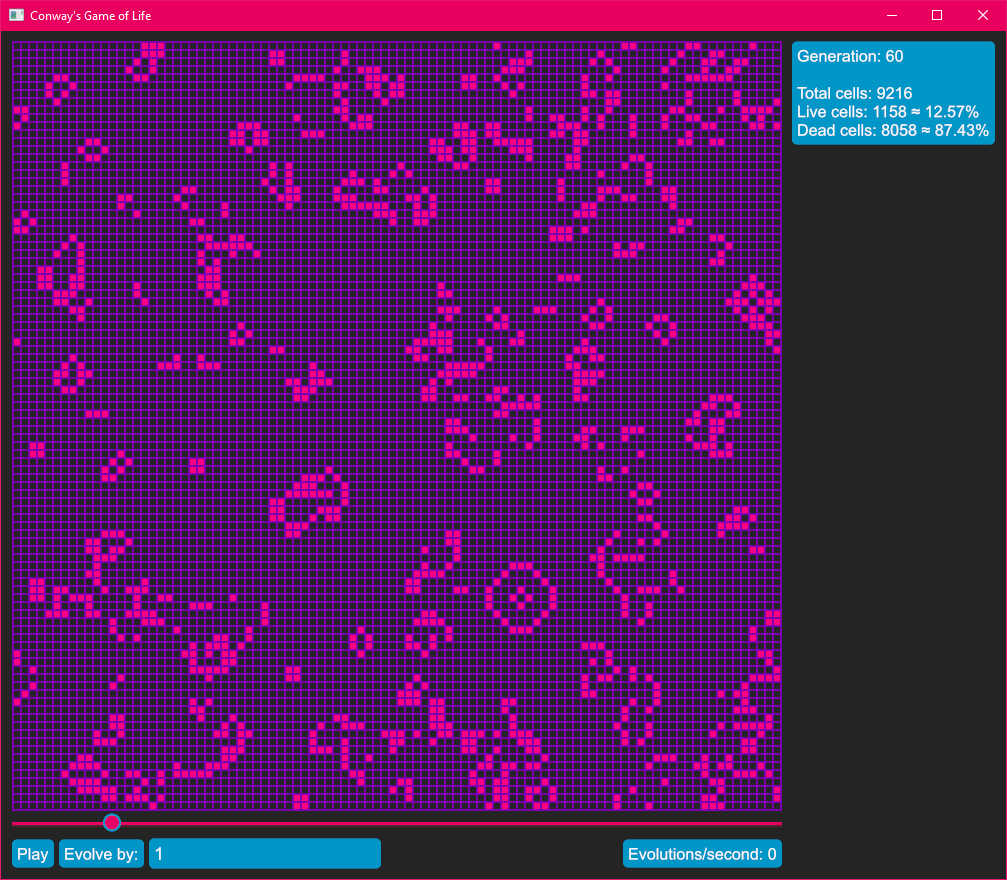 Conway's Game of Life
Generation: 60
Total cells: 9216
Live cells: 1158 ≈ 12.57%
Dead cells: 8058 ≈ 87.43%
Play
Evolve by:
1
Evolutions/second: 0